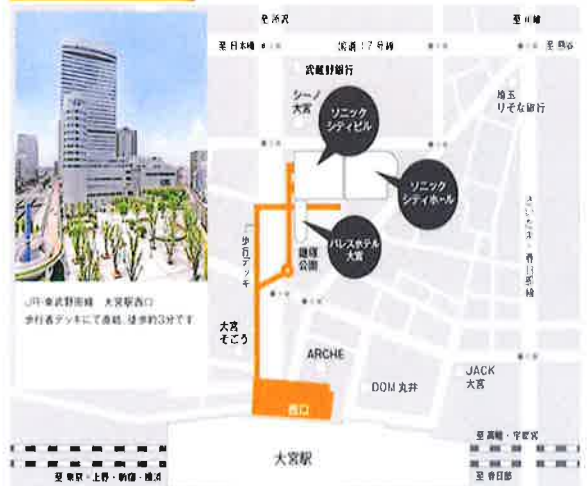 至 所沢
至 川越
至 日本橋
国道17号線
至 熊谷
武蔵野銀行
シーノ
大宮
ソニック
シティビル
埼玉
りそな銀行
ソニック
シティホール
パレスホテル
大宮
鐘塚
公園
歩行デッキ
JR・東武野田線 大宮駅西口
歩行者デッキにて直結、徒歩約3分です
大宮
そごう
ARCHE
DOM 丸井
JACK
大宮
西口
大宮駅
至 高崎・宇都宮
至 東京・上野・新宿・横浜
至 春日部